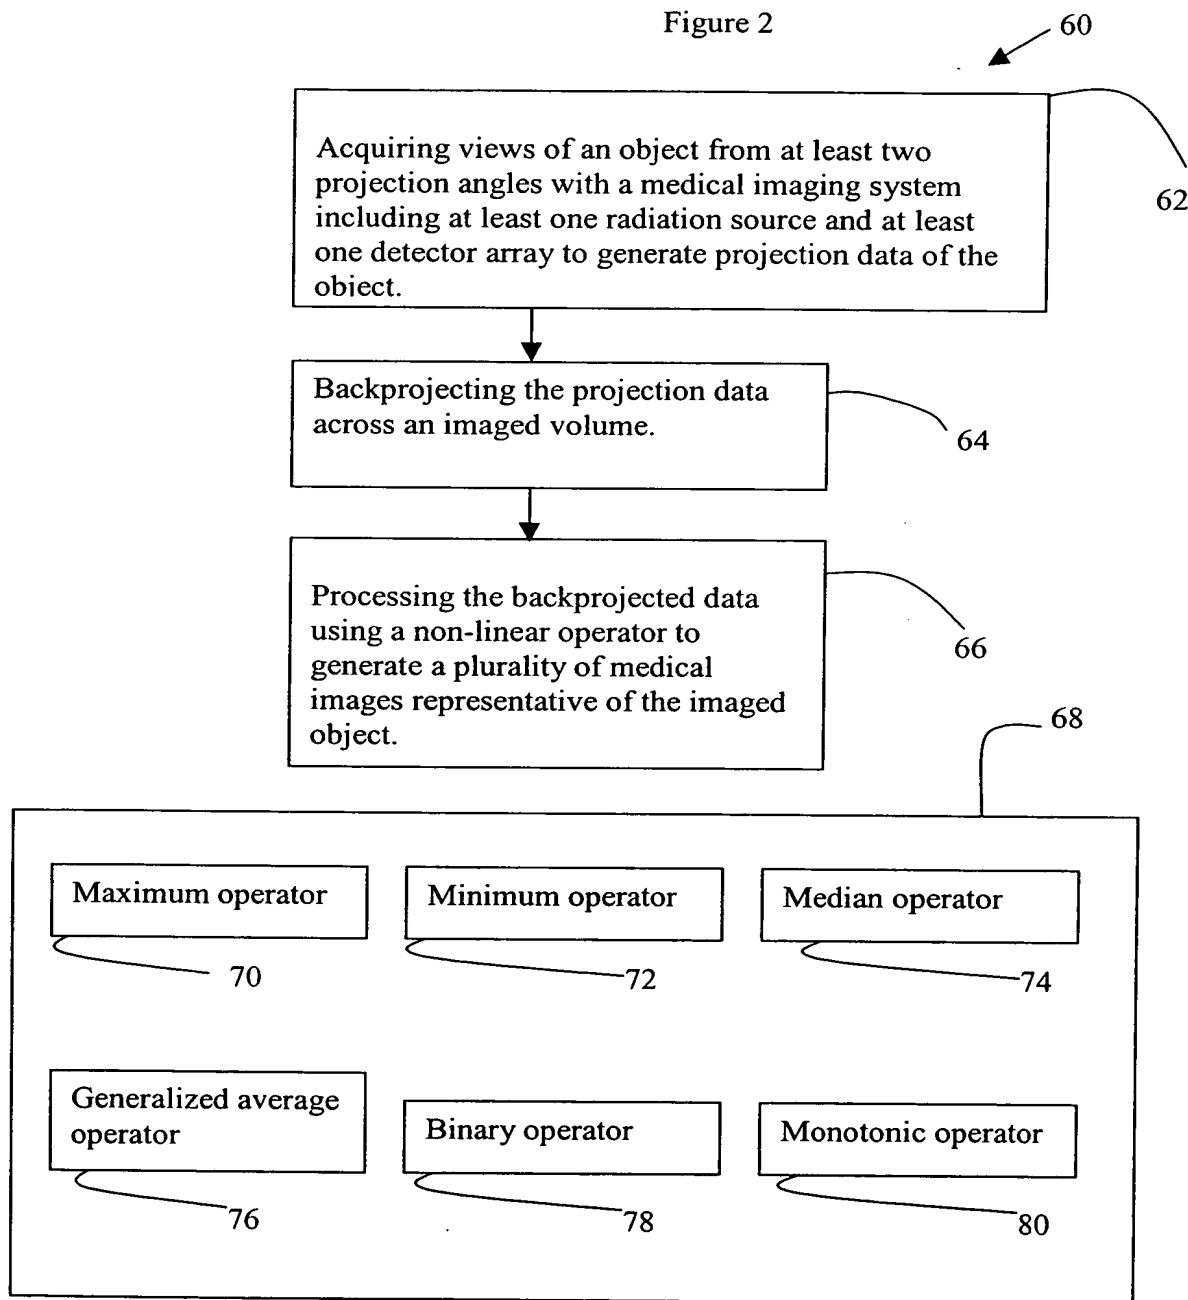 Figure 2
60
Acquiring views of an object from at least two
projection angles with a medical imaging system
including at least one radiation source and at least
one detector array to generate projection data of the
object.
62
Backprojecting the projection data
across an imaged volume.
64
Processing the backprojected data
using a non-linear operator to
generate a plurality of medical
images representative of the imaged
object.
66
68
Maximum operator
Minimum operator
Median operator
70
72
74
Generalized average
operator
Binary operator
Monotonic operator
76
78
80